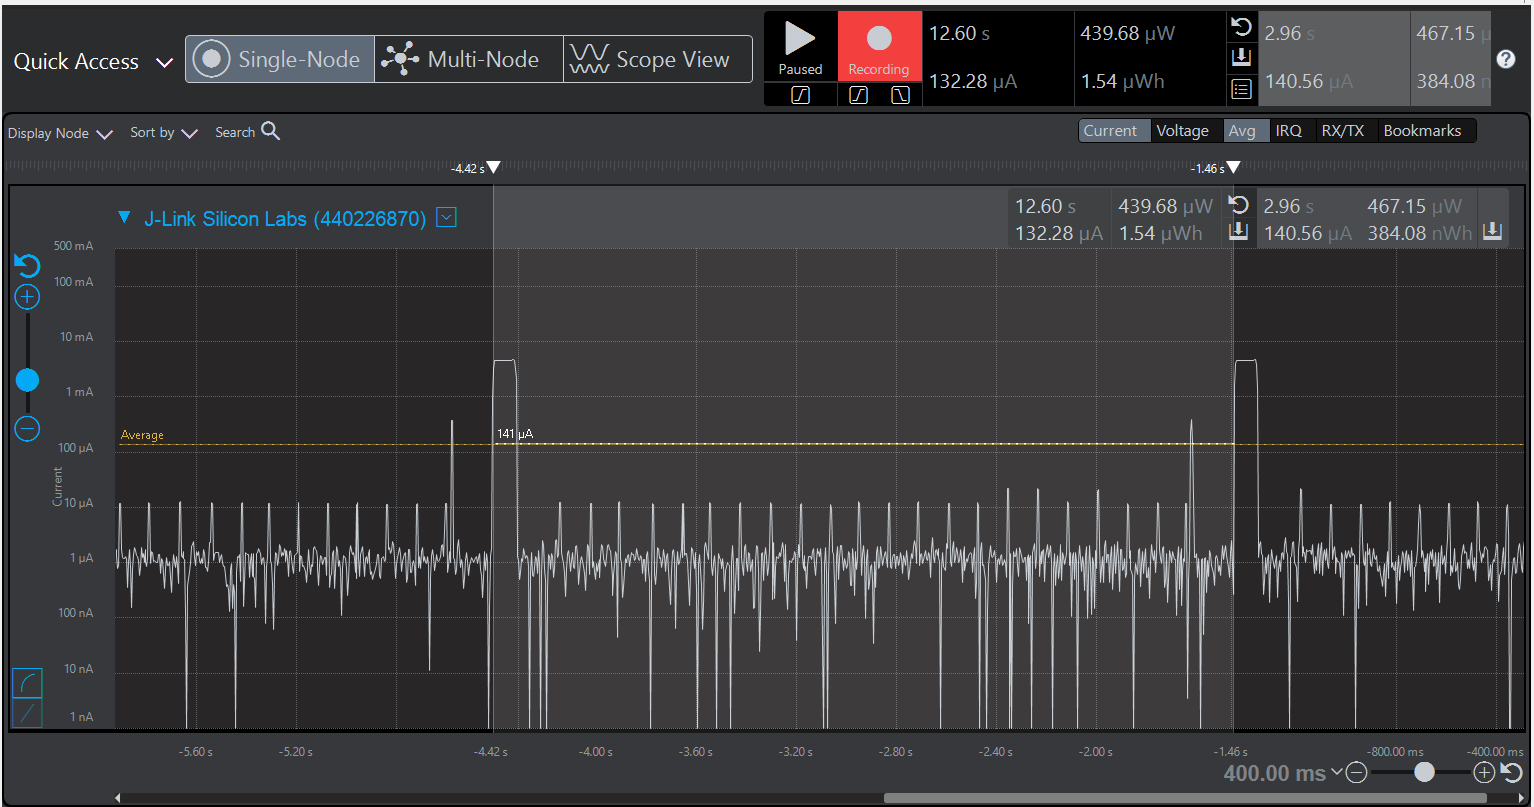 Quick Access
Single-Node
Multi-Node
Scope View
Paused
Recording
12.60 s
132.28 µA
439.68 µW
1.54 µWh
2.96 s
140.56 µA
467.15 µ
384.08 n
?
Display Node
Sort by
Search
Current
Voltage
Avg
IRQ
RX/TX
Bookmarks
-4.42 s
-1.46 s
J-Link Silicon Labs (440226870)
12.60 s 439.68 µW 2.96 s 467.15 µW
132.28 µA 1.54 µWh 140.56 µA 384.08 nWh
500 mA
100 mA
10 mA
1 mA
Average
141 µA
100 µA
Current
10 µA
1 µA
100 nA
10 nA
1 nA
-5.60 s -5.20 s -4.42 s -4.00 s -3.60 s -3.20 s -2.80 s -2.40 s -2.00 s -1.46 s -800.00 ms -400.00 ms
400.00 ms